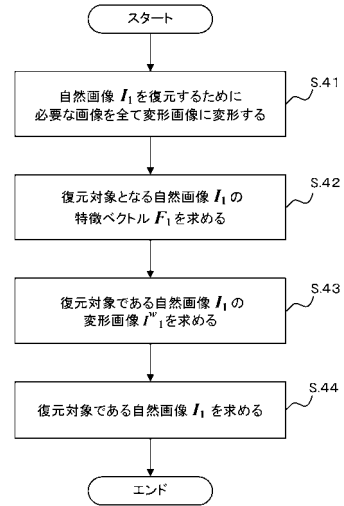 スタート
S.41
自然画像 I₁ を復元するために
必要な画像を全て変形画像に変形する
S.42
復元対象となる自然画像 I₁ の
特徴ベクトル F₁ を求める
S.43
復元対象である自然画像 I₁ の
変形画像 Iʷ₁ を求める
S.44
復元対象である自然画像 I₁ を求める
エンド